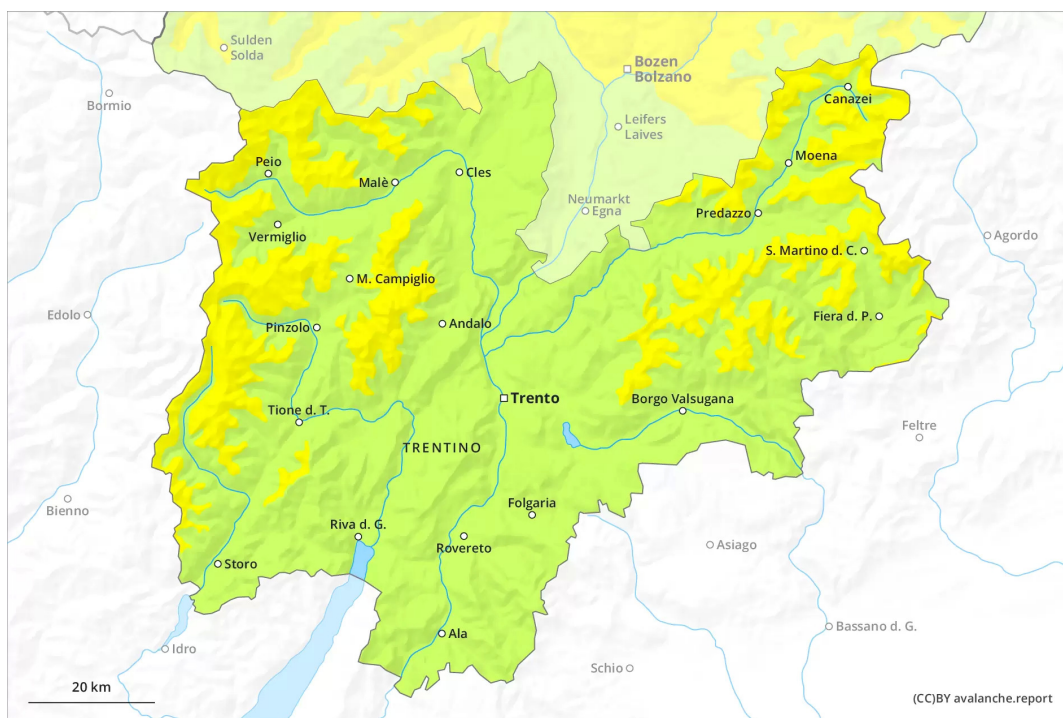 Sulden
Solda
Bozen
Bolzano
Bormio
Canazei
Leifers
Laives
Moena
Peio
Malè
Cles
Neumarkt
Egna
Predazzo
Vermiglio
S. Martino d. C.
Agordo
M. Campiglio
Edolo
Pinzolo
Andalo
Fiera d. P.
Trento
Borgo Valsugana
Tione d. T.
Feltre
TRENTINO
Bienno
Folgaria
Riva d. G.
Rovereto
Asiago
Storo
Ala
Bassano d. G.
Idro
Schio
20 km
(CC)BY avalanche.report